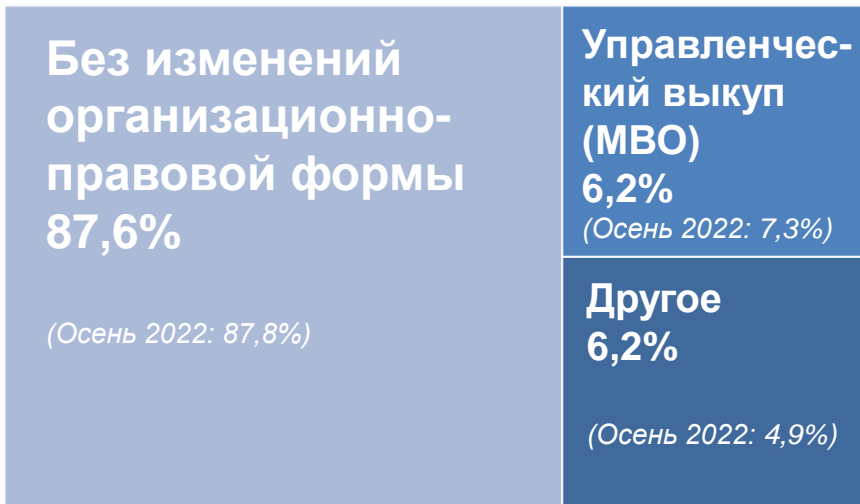 Без изменений
организационно-
правовой формы
87,6%
(Осень 2022: 87,8%)
Управленчес-
кий выкуп
(МВО)
6,2%
(Осень 2022: 7,3%)
Другое
6,2%
(Осень 2022: 4,9%)